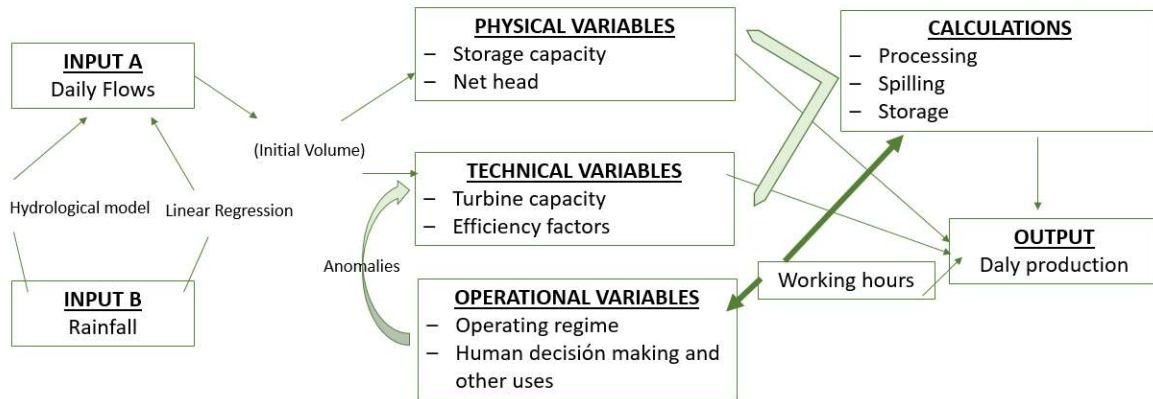 INPUT A
Daily Flows
Hydrological model
Linear Regression
INPUT B
Rainfall
(Initial Volume)
Anomalies
PHYSICAL VARIABLES
– Storage capacity
– Net head
TECHNICAL VARIABLES
– Turbine capacity
– Efficiency factors
OPERATIONAL VARIABLES
– Operating regime
– Human decisión making and
other uses
CALCULATIONS
– Processing
– Spilling
– Storage
Working hours
OUTPUT
Daly production